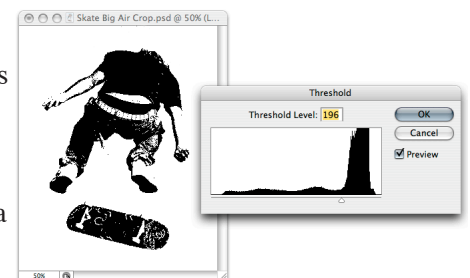 Skate Big Air Crop.psd @ 50% (L...
s
Threshold
Threshold Level: 196
OK
Cancel
Preview
a
50%